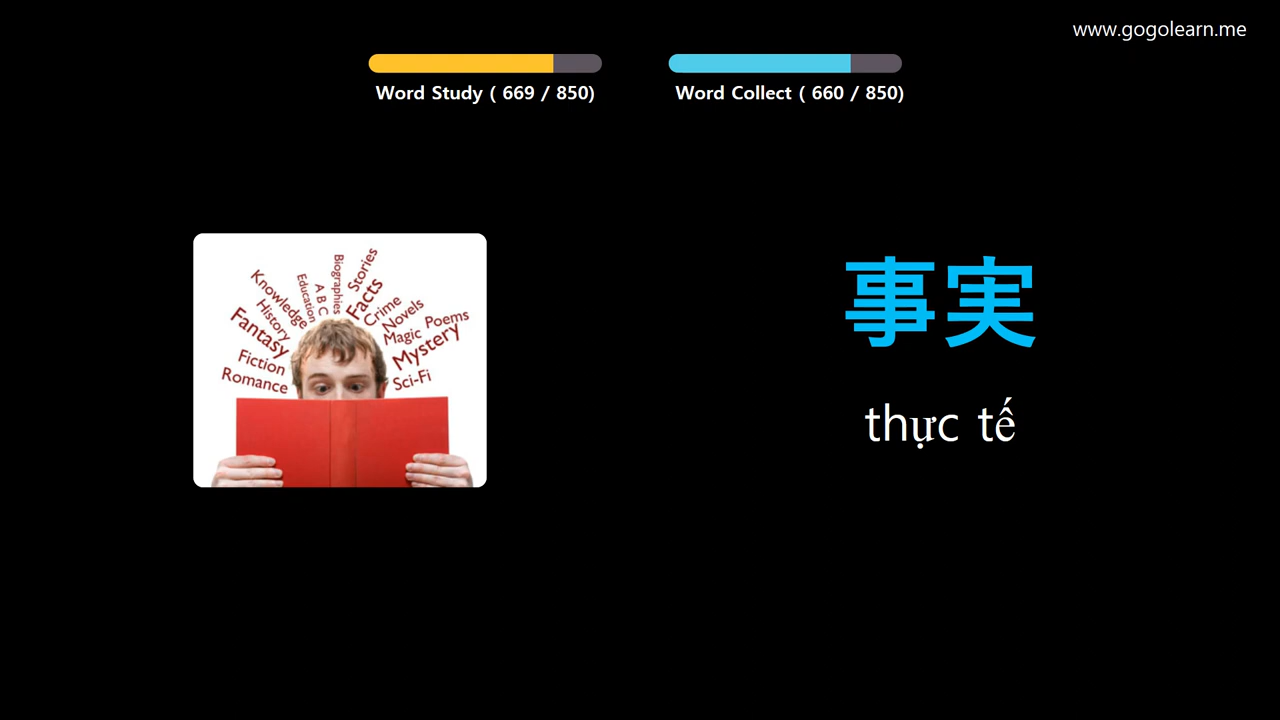 www.gogolearn.me
Word Study ( 669 / 850)
Word Collect ( 660 / 850)
Knowledge
History
Fantasy
Fiction
Romance
Education
A B C
Biographies
Stories
Facts
Crime
Novels
Magic
Poems
Mystery
Sci-Fi
事実
thực tế